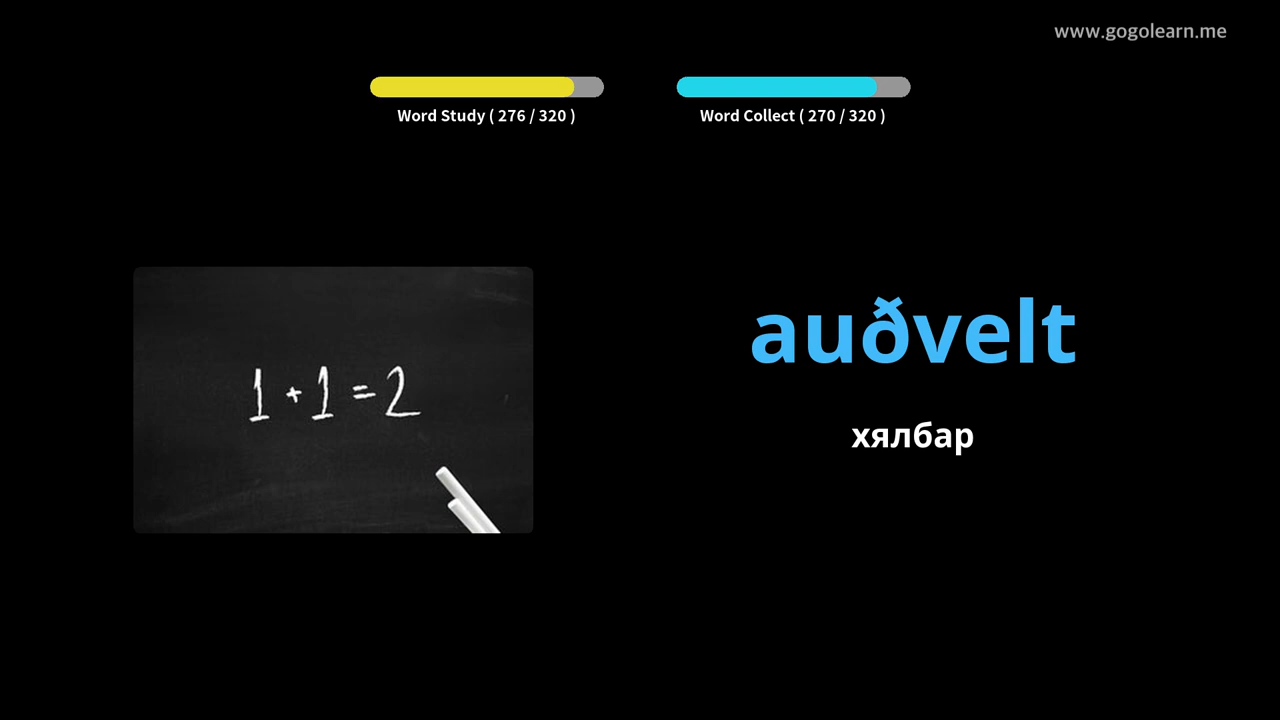 www.gogolearn.me
Word Study ( 276 / 320 )
Word Collect ( 270 / 320 )
1 + 1 = 2
auðvelt
хялбар